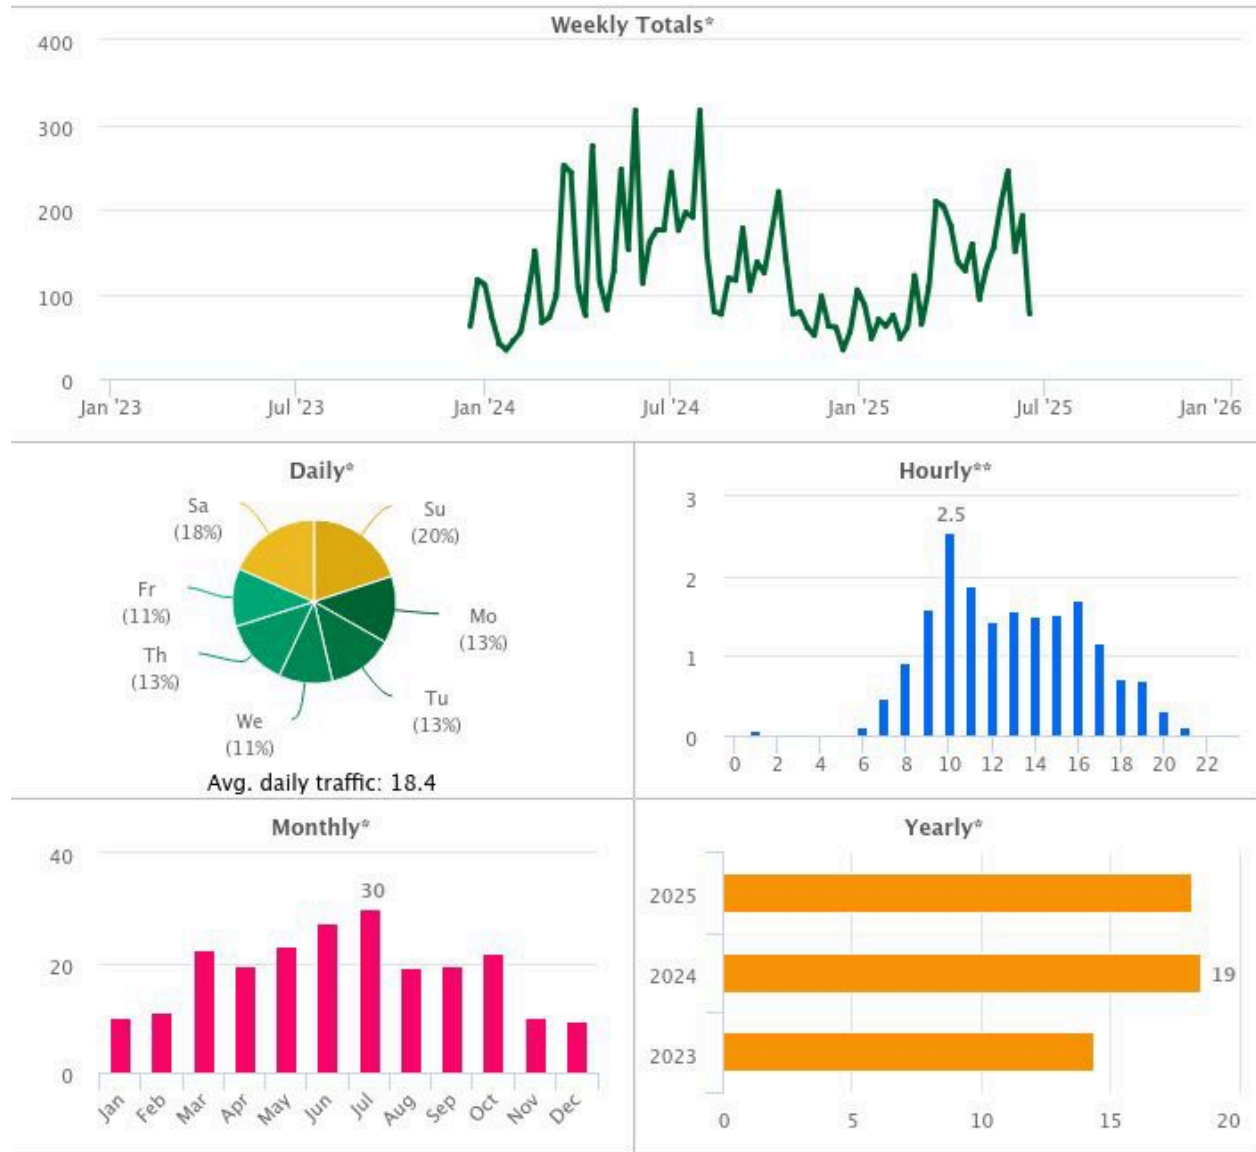 Weekly Totals*
400
300
200
100
0
Jan '23
Jul '23
Jan '24
Jul '24
Jan '25
Jul '25
Jan '26
Daily*
Sa
(18%)
Su
(20%)
Fr
(11%)
Mo
(13%)
Th
(13%)
Tu
(13%)
We
(11%)
Avg. daily traffic: 18.4
Hourly**
3
2.5
2
1
0
0
2
4
6
8
10
12
14
16
18
20
22
Monthly*
40
30
20
0
Jan
Feb
Mar
Apr
May
Jun
Jul
Aug
Sep
Oct
Nov
Dec
Yearly*
2025
2024
19
2023
0
5
10
15
20